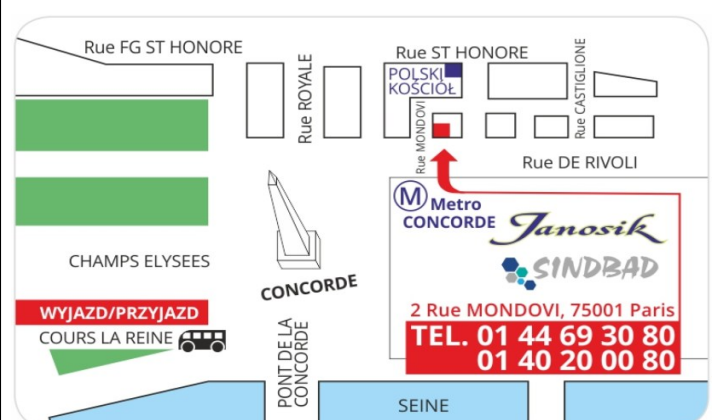 Rue FG ST HONORE
Rue ROYALE
Rue ST HONORE
POLSKI
KOŚCIÓŁ
Rue MONDOVI
Rue CASTIGLIONE
Rue DE RIVOLI
M Metro
CONCORDE
Janosik
SINDBAD
CHAMPS ELYSEES
CONCORDE
WYJAZD/PRZYJAZD
COURS LA REINE
PONT DE LA
CONCORDE
2 Rue MONDOVI, 75001 Paris
TEL. 01 44 69 30 80
01 40 20 00 80
SEINE